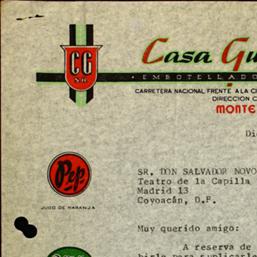 CG
S.A.
Casa Gu
EMBOTELLADO
CARRETERA NACIONAL FRENTE A LA C
DIRECCION C
MONTE
Di
SR. DON SALVADOR NOVO
Teatro de la Capilla
Madrid 13
Coyoacán, D.F.
Pep
JUGO DE NARANJA
Muy querido amigo:
A reserva de